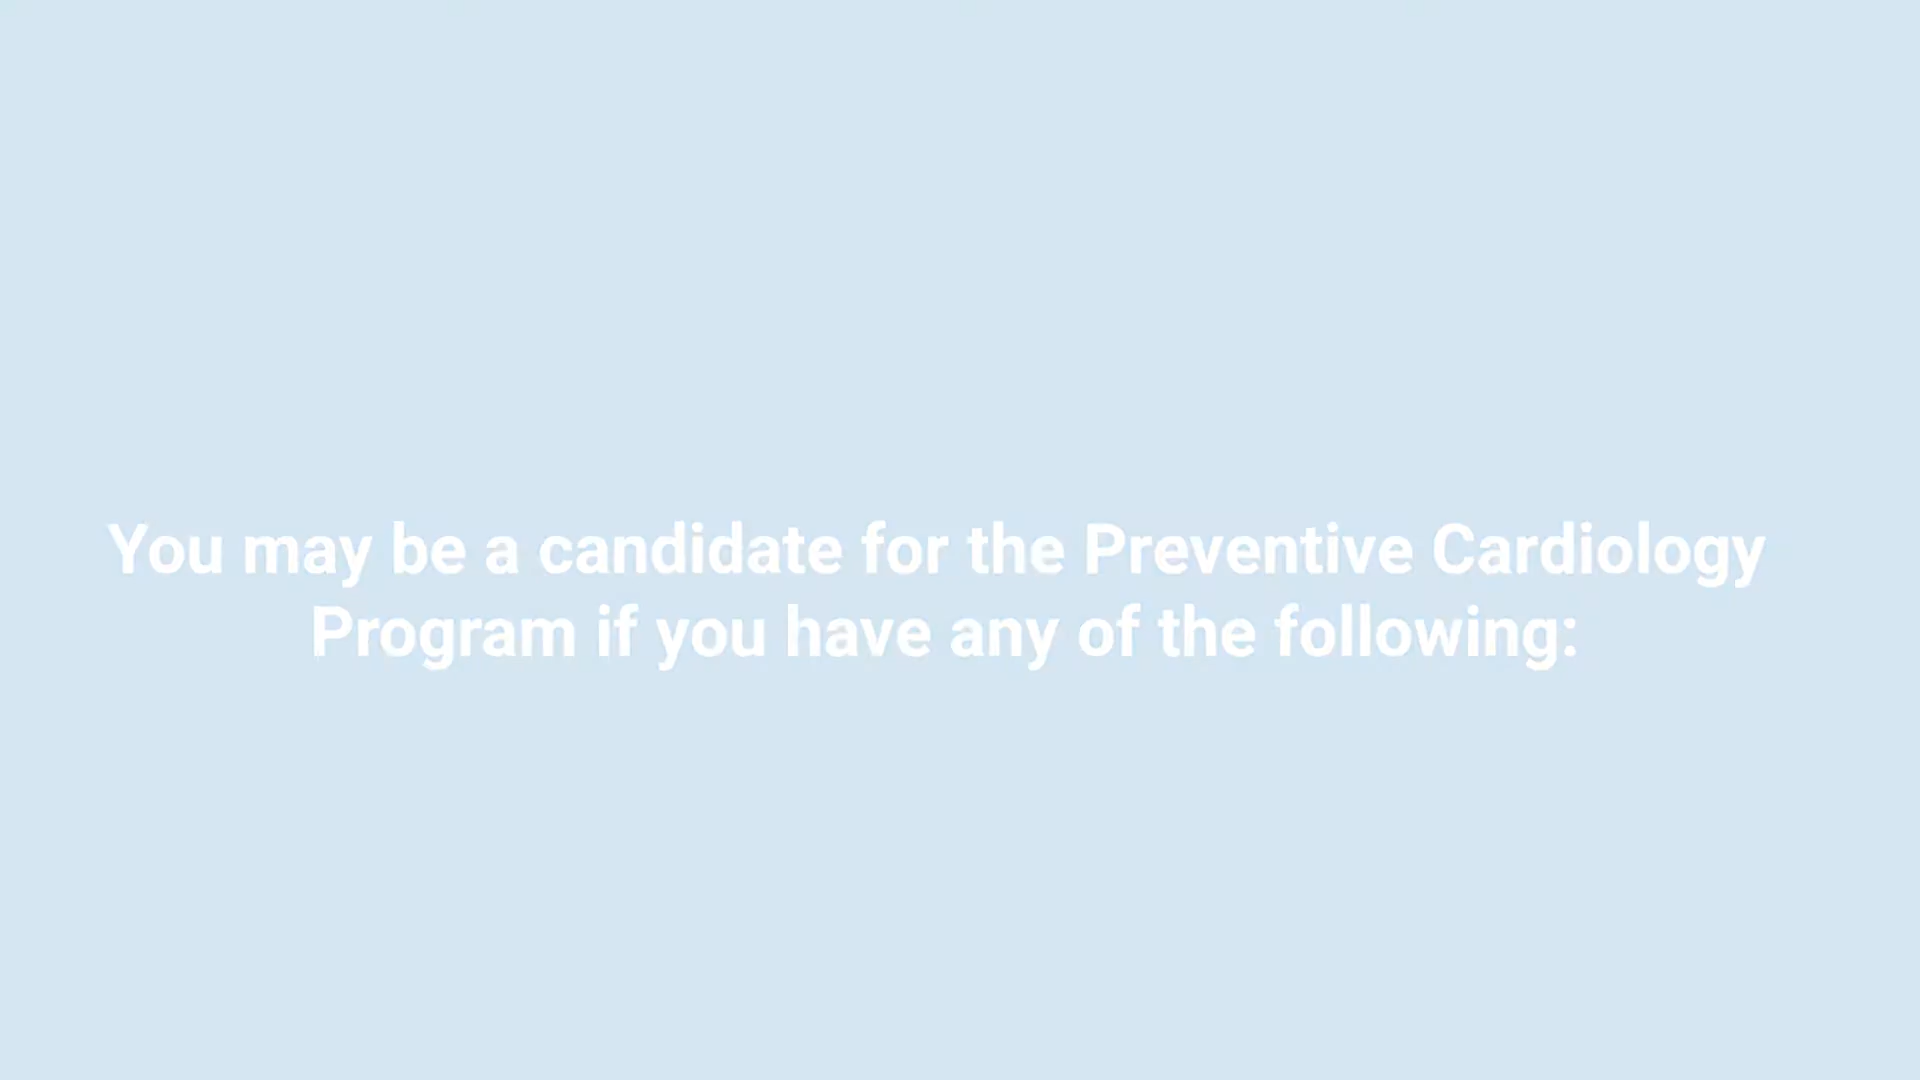 You may be a candidate for the Preventive Cardiology
Program if you have any of the following: